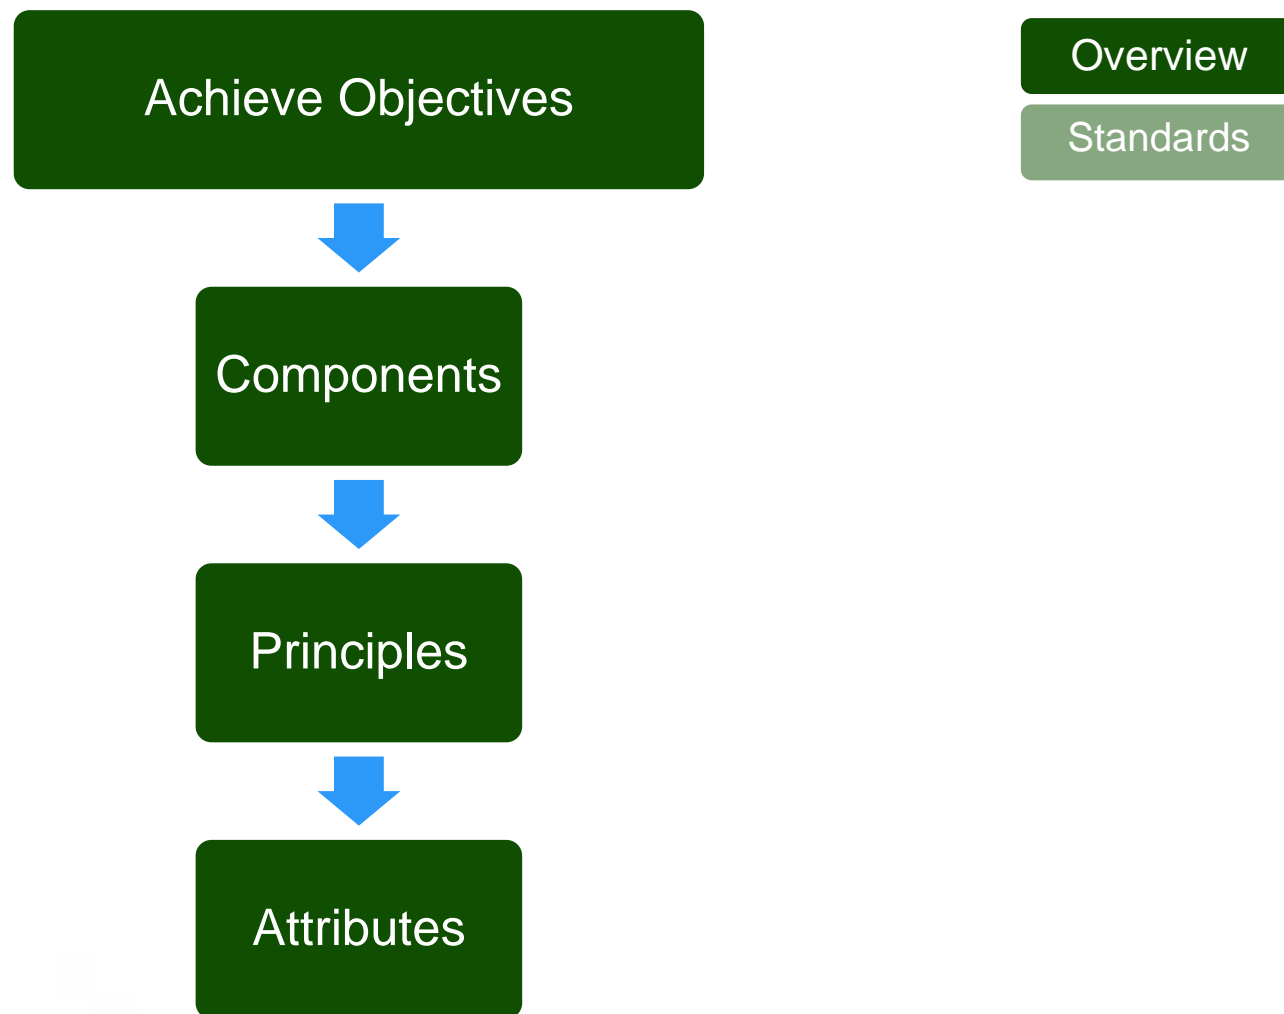 Achieve Objectives
Overview
Standards
Components
Principles
Attributes